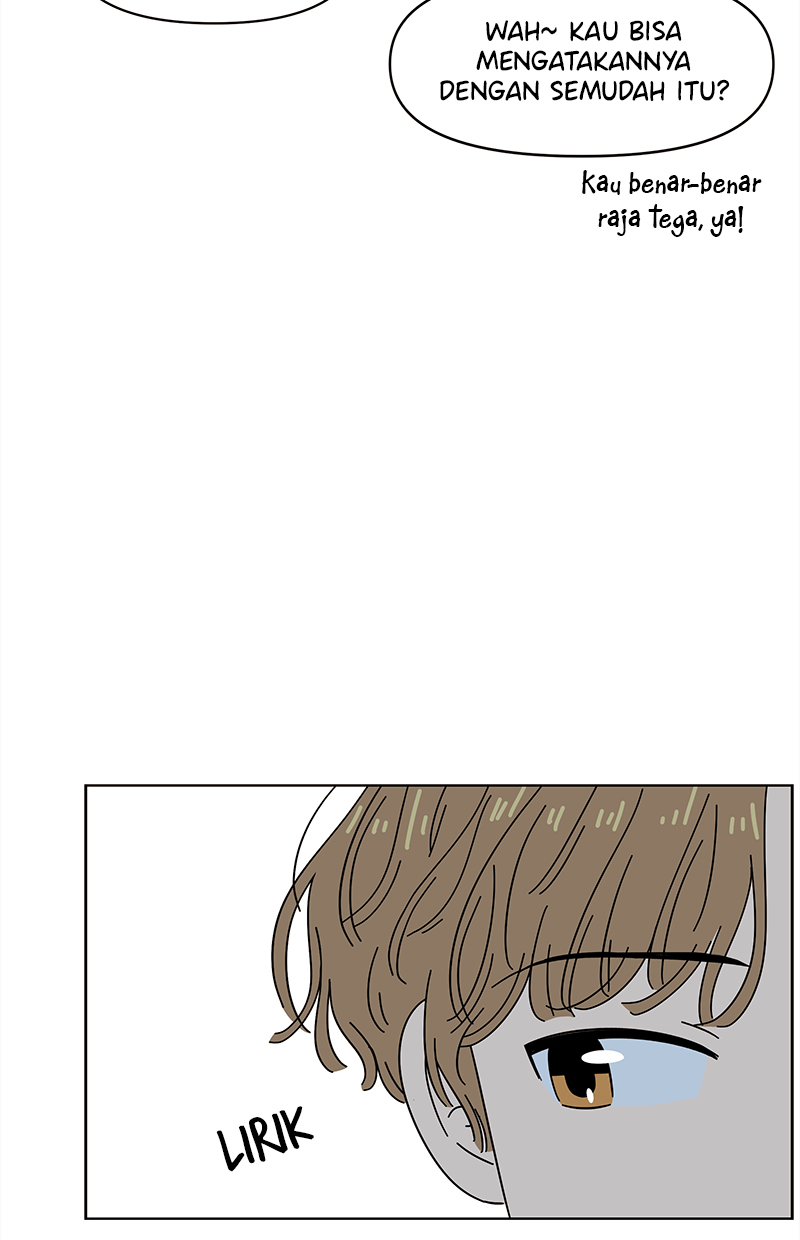 WAH~ KAU BISA
MENGATAKANNYA
DENGAN SEMUDAH ITU?
Kau benar-benar
raja tega, ya!
LIRIK